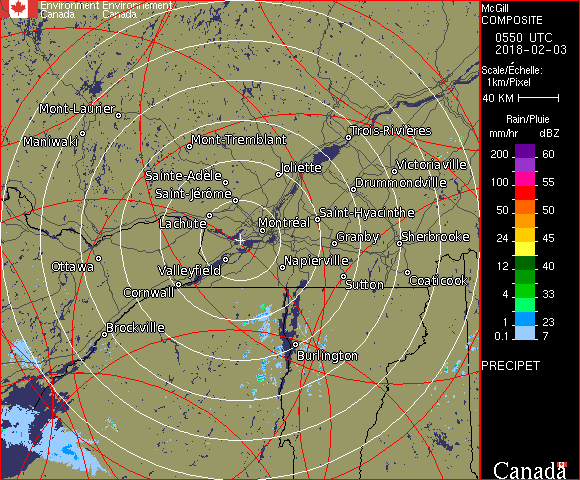 Environment Environnement
Canada Canada
McGill
COMPOSITE
0550 UTC
2018-02-03
Scale/Échelle:
1km/Pixel
40 KM
Rain/Pluie
mm/hr dBZ
200 60
155 55
100 55
50 50
24 45
12 40
4 33
1 23
0.1 7
PRECIPET
Mont-Laurier
Maniwaki
Mont-Tremblant
Trois-Rivières
Sainte-Adèle
Joliette
Victoriaville
Saint-Jérôme
Drummondville
Lachute
Montréal
Saint-Hyacinthe
Granby
Sherbrooke
Ottawa
Valleyfield
Napierville
Cornwall
Sutton
Coaticook
Brockville
Burlington
Canada